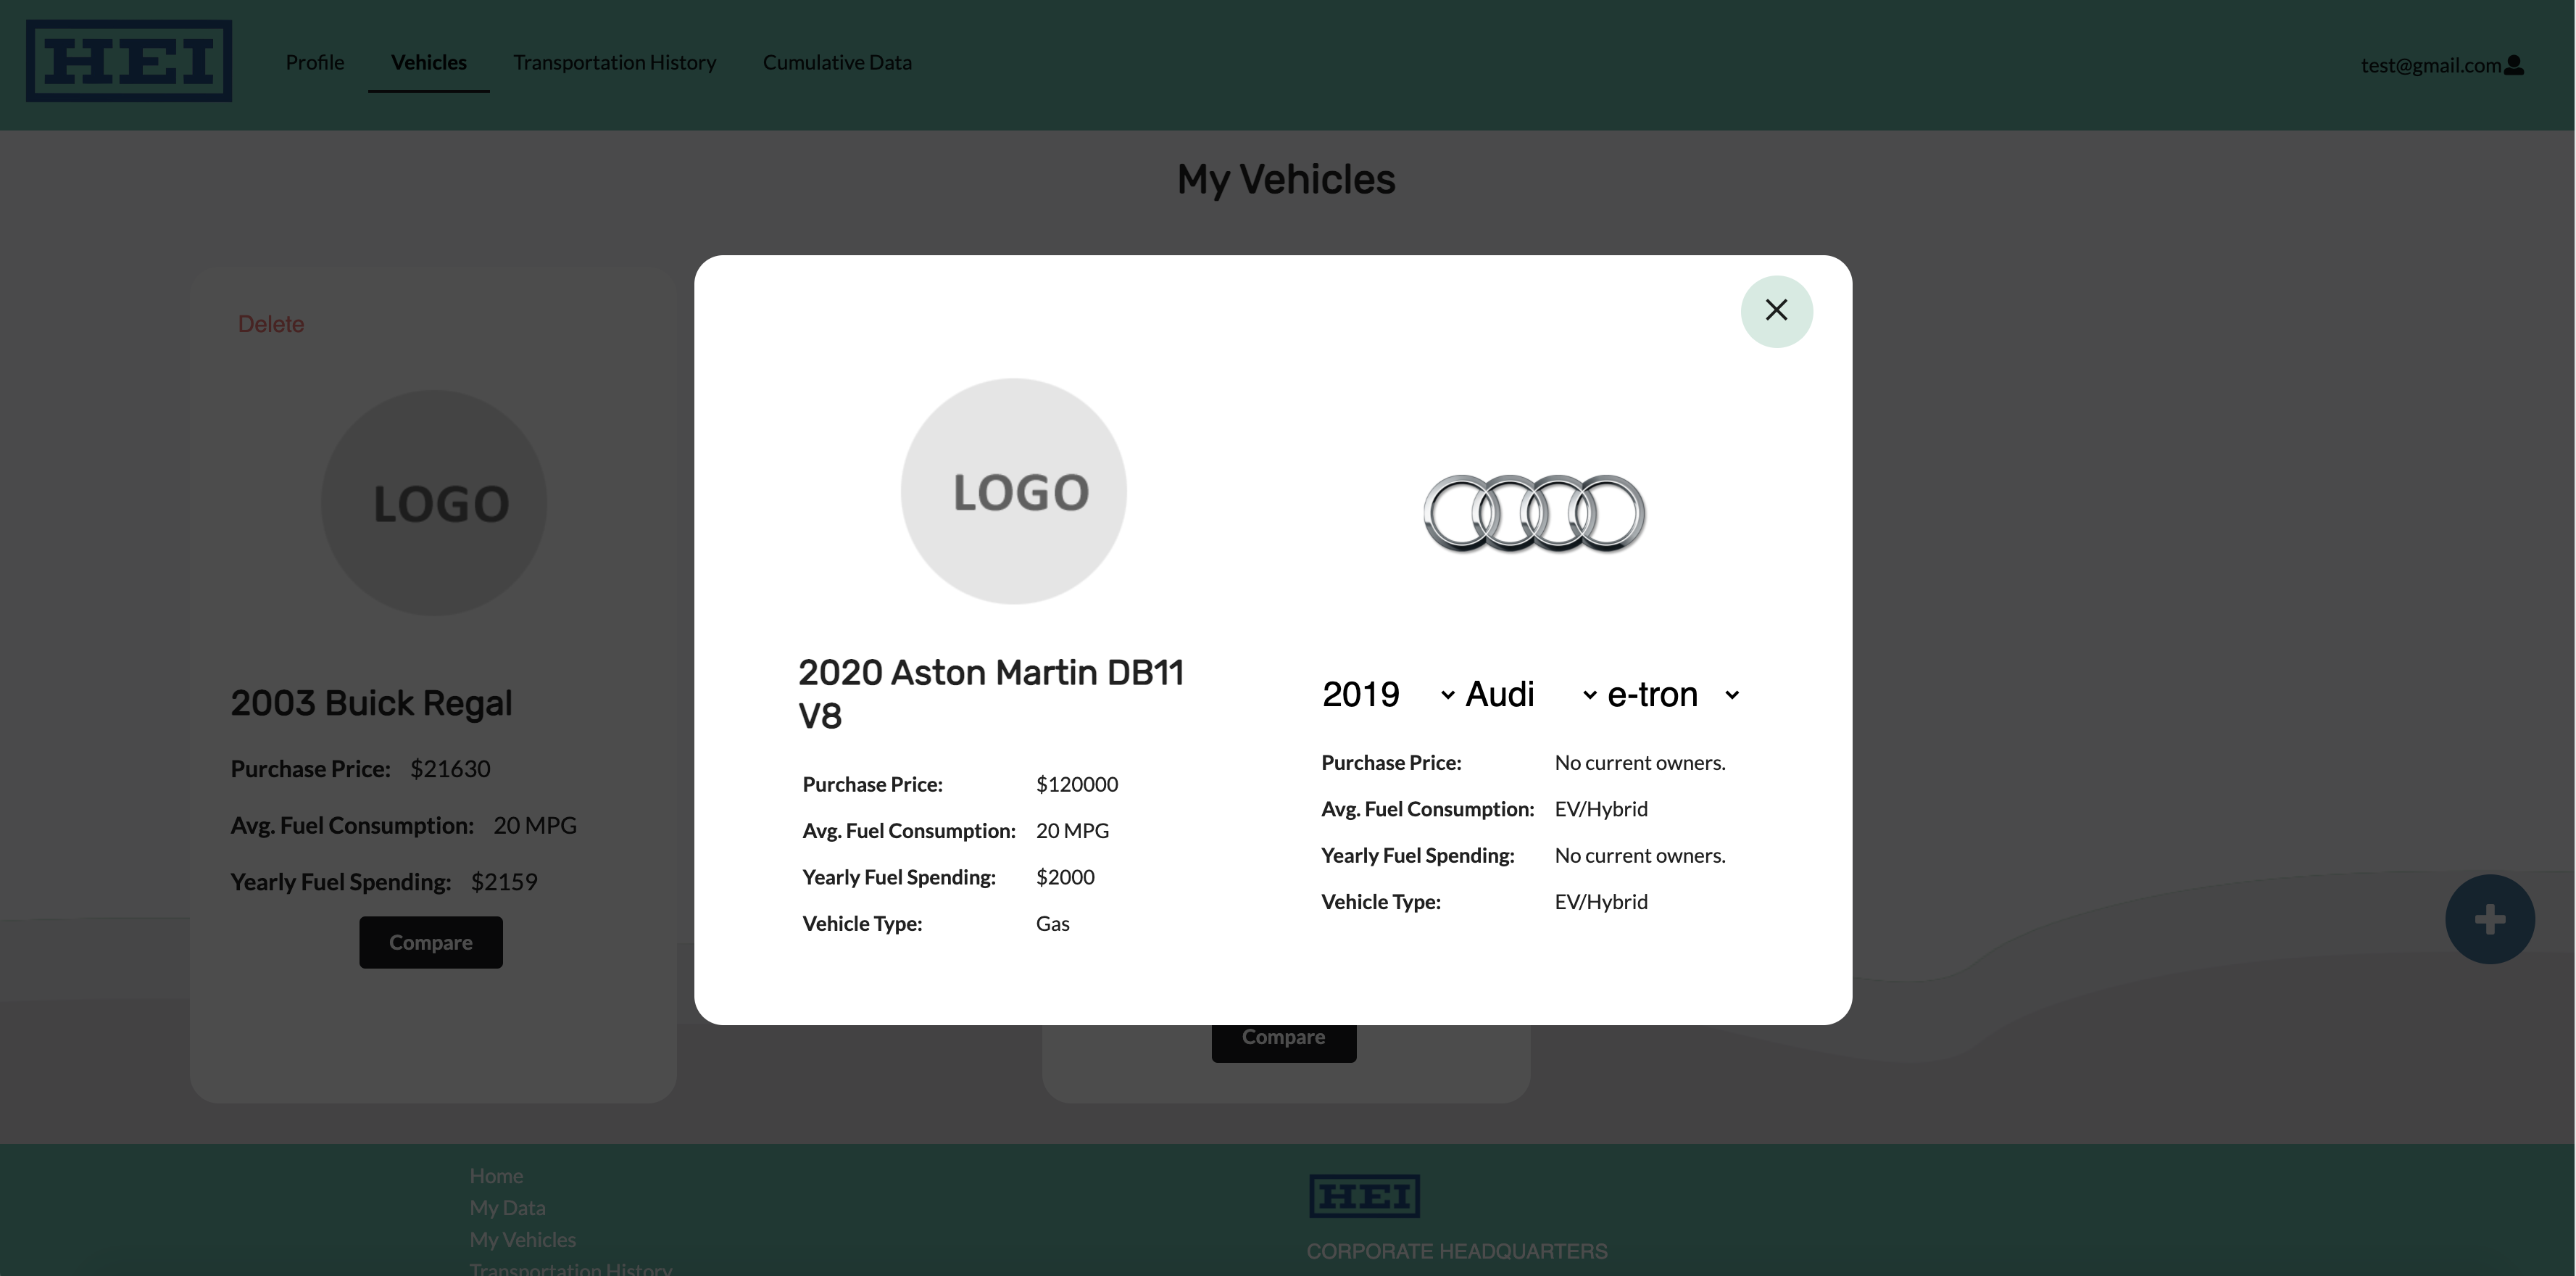 HEI
Profile
Vehicles
Transportation History
Cumulative Data
test@gmail.com
My Vehicles
Delete
LOGO
2003 Buick Regal
Purchase Price: $21630
Avg. Fuel Consumption: 20 MPG
Yearly Fuel Spending: $2159
Compare
LOGO
2020 Aston Martin DB11
V8
Purchase Price: $120000
Avg. Fuel Consumption: 20 MPG
Yearly Fuel Spending: $2000
Vehicle Type: Gas
2019 Audi e-tron
Purchase Price: No current owners.
Avg. Fuel Consumption: EV/Hybrid
Yearly Fuel Spending: No current owners.
Vehicle Type: EV/Hybrid
Compare
Home
My Data
My Vehicles
Transportation History
HEI
CORPORATE HEADQUARTERS